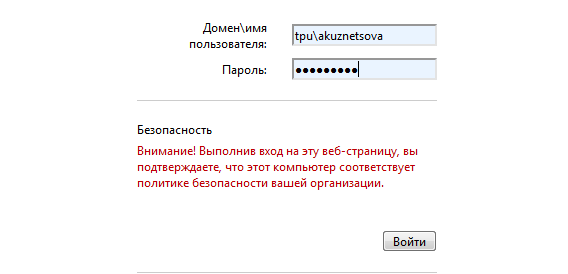 Домен\имя
пользователя:
tpu\akuznetsova
Пароль:
●●●●●●●●●
Безопасность
Внимание! Выполнив вход на эту веб-страницу, вы
подтверждаете, что этот компьютер соответствует
политике безопасности вашей организации.
Войти